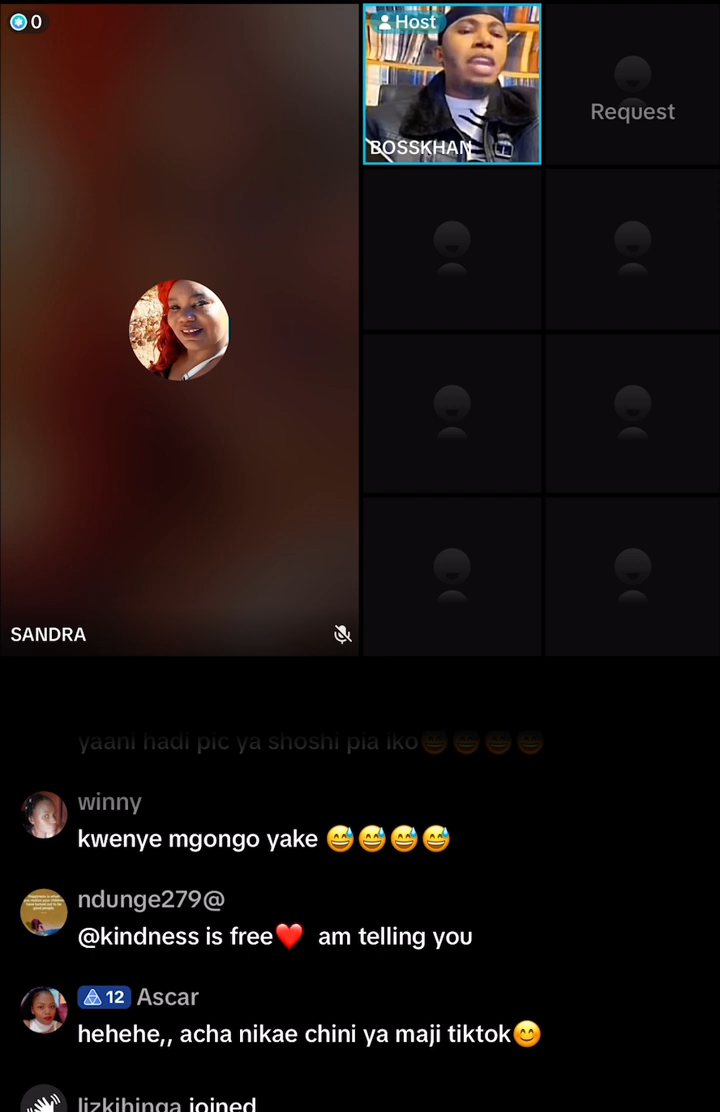 0
Host
BOSSKHAN
Request
SANDRA
yaani hadi pic ya shoshi pia iko😅😅😅😅
winny
kwenye mgongo yake 😅😅😅😅
ndunge279@
@kindness is free❤️ am telling you
12 Ascar
hehehe,, acha nikae chini ya maji tiktok😊
lizkihinga joined